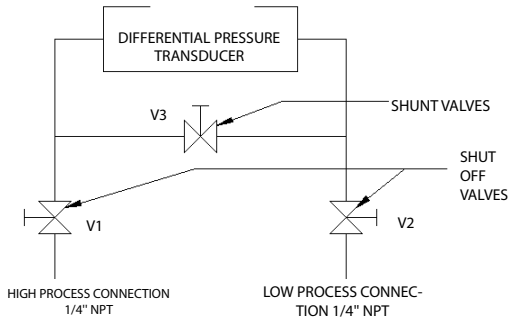 DIFFERENTIAL PRESSURE
TRANSDUCER
V3
SHUNT VALVES
SHUT
OFF
VALVES
V1
V2
HIGH PROCESS CONNECTION
1/4" NPT
LOW PROCESS CONNEC-
TION 1/4" NPT